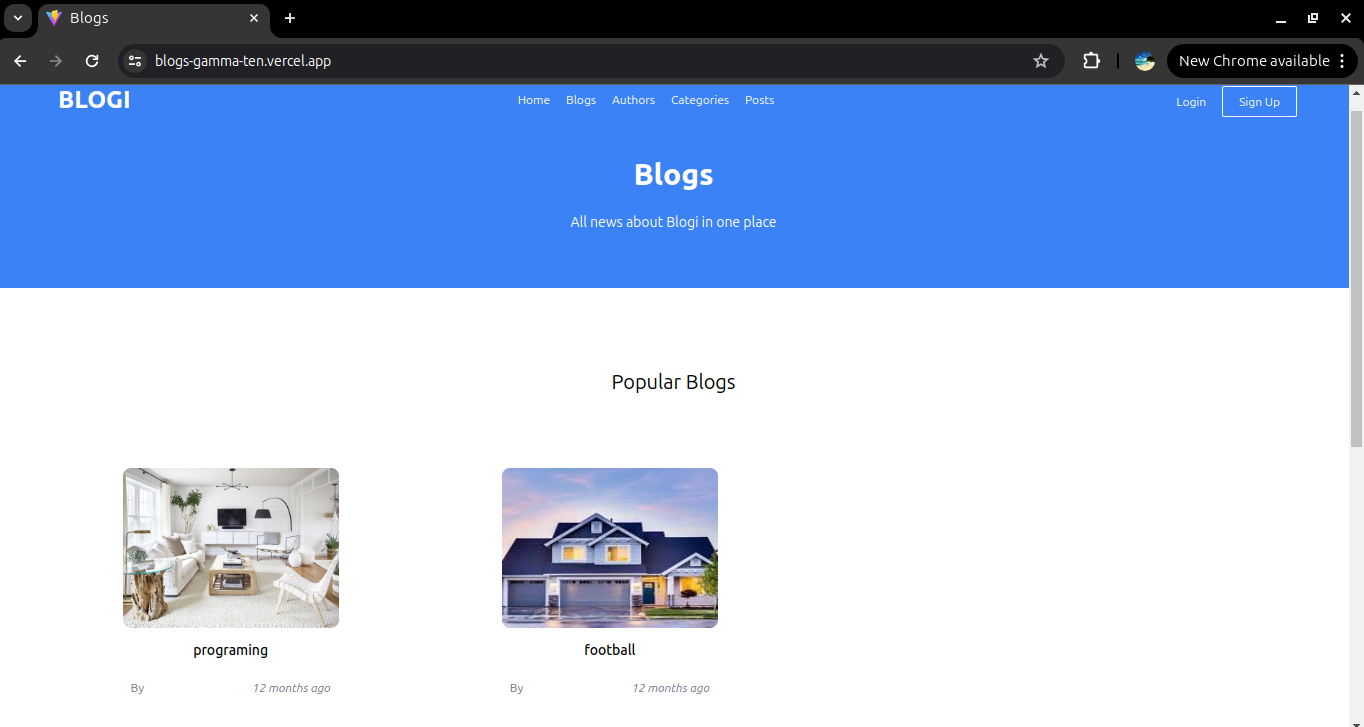 Blogs
blogs-gamma-ten.vercel.app
New Chrome available
BLOGI
Home Blogs Authors Categories Posts
Login Sign Up
Blogs
All news about Blogi in one place
Popular Blogs
programing
By 12 months ago
football
By 12 months ago